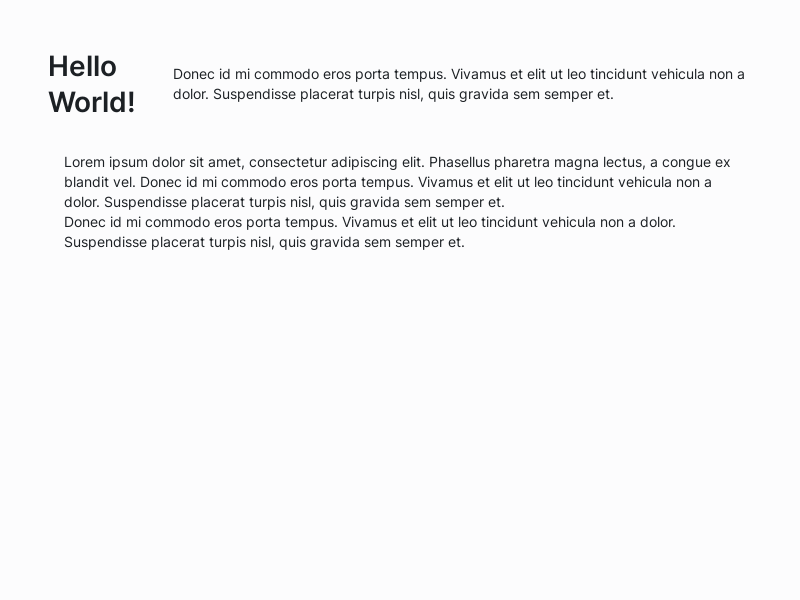 Hello
World!
Donec id mi commodo eros porta tempus. Vivamus et elit ut leo tincidunt vehicula non a
dolor. Suspendisse placerat turpis nisl, quis gravida sem semper et.
Lorem ipsum dolor sit amet, consectetur adipiscing elit. Phasellus pharetra magna lectus, a congue ex
blandit vel. Donec id mi commodo eros porta tempus. Vivamus et elit ut leo tincidunt vehicula non a
dolor. Suspendisse placerat turpis nisl, quis gravida sem semper et.
Donec id mi commodo eros porta tempus. Vivamus et elit ut leo tincidunt vehicula non a dolor.
Suspendisse placerat turpis nisl, quis gravida sem semper et.